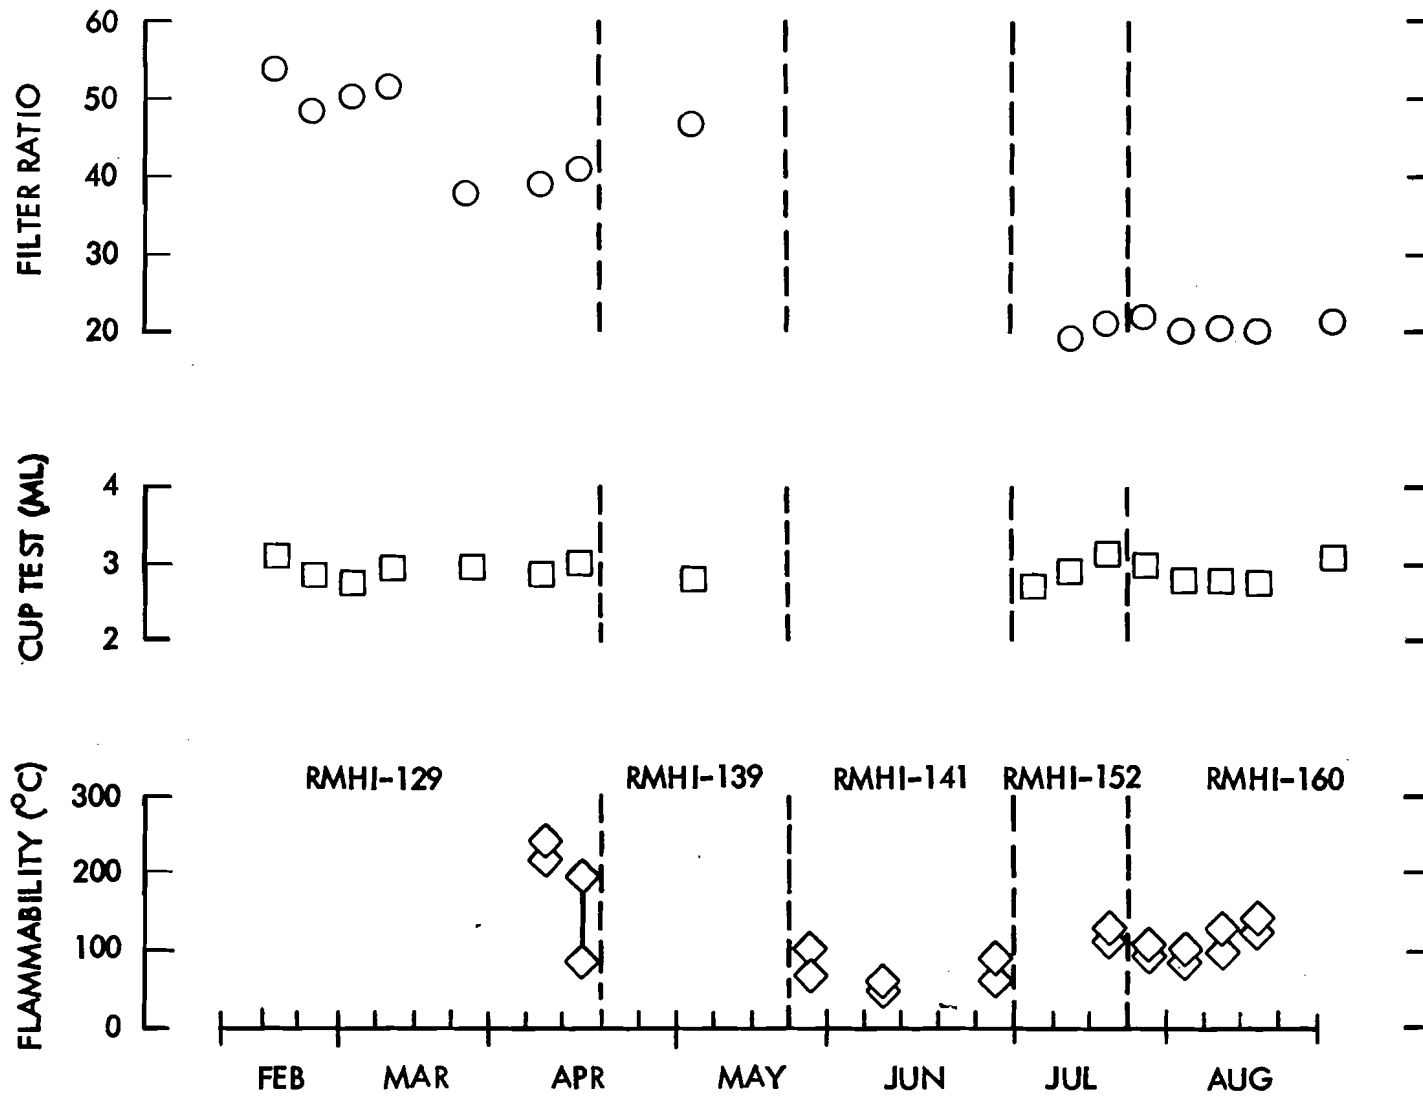 FILTER RATIO
60
50
40
30
20
CUP TEST (ML)
4
3
2
FLAMMABILITY (°C)
RMHI-129 RMHI-139 RMHI-141 RMHI-152 RMHI-160
300
200
100
0
FEB MAR APR MAY JUN JUL AUG